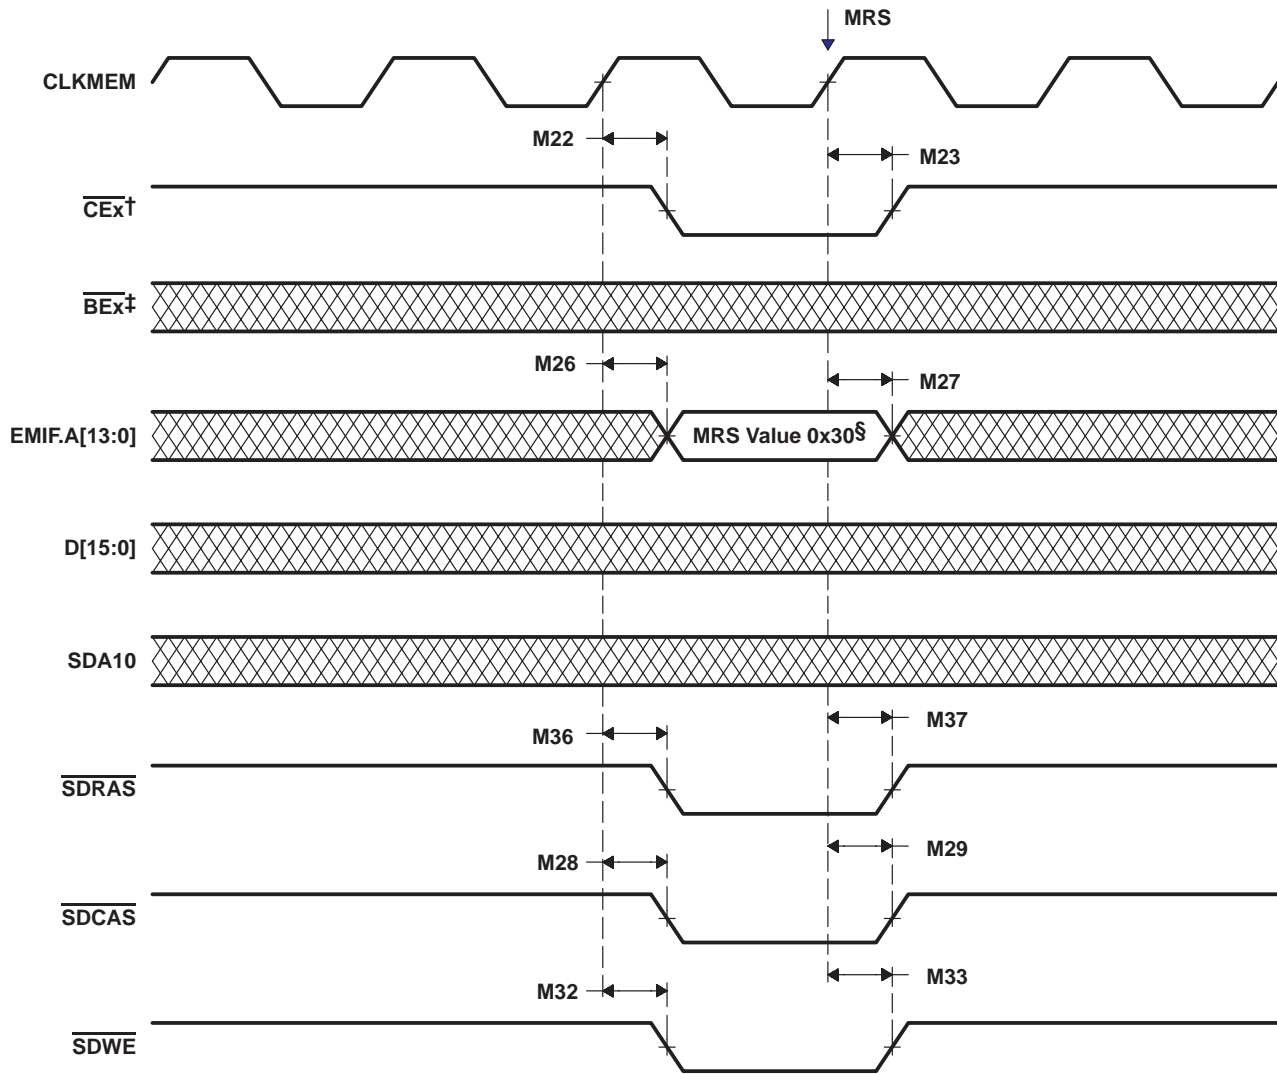 MRS
CLKMEM
M22
M23
CEx†
BEx‡
M26
M27
EMIF.A[13:0]
MRS Value 0x30§
D[15:0]
SDA10
M36
M37
SDRAS
M28
M29
SDCAS
M32
M33
SDWE